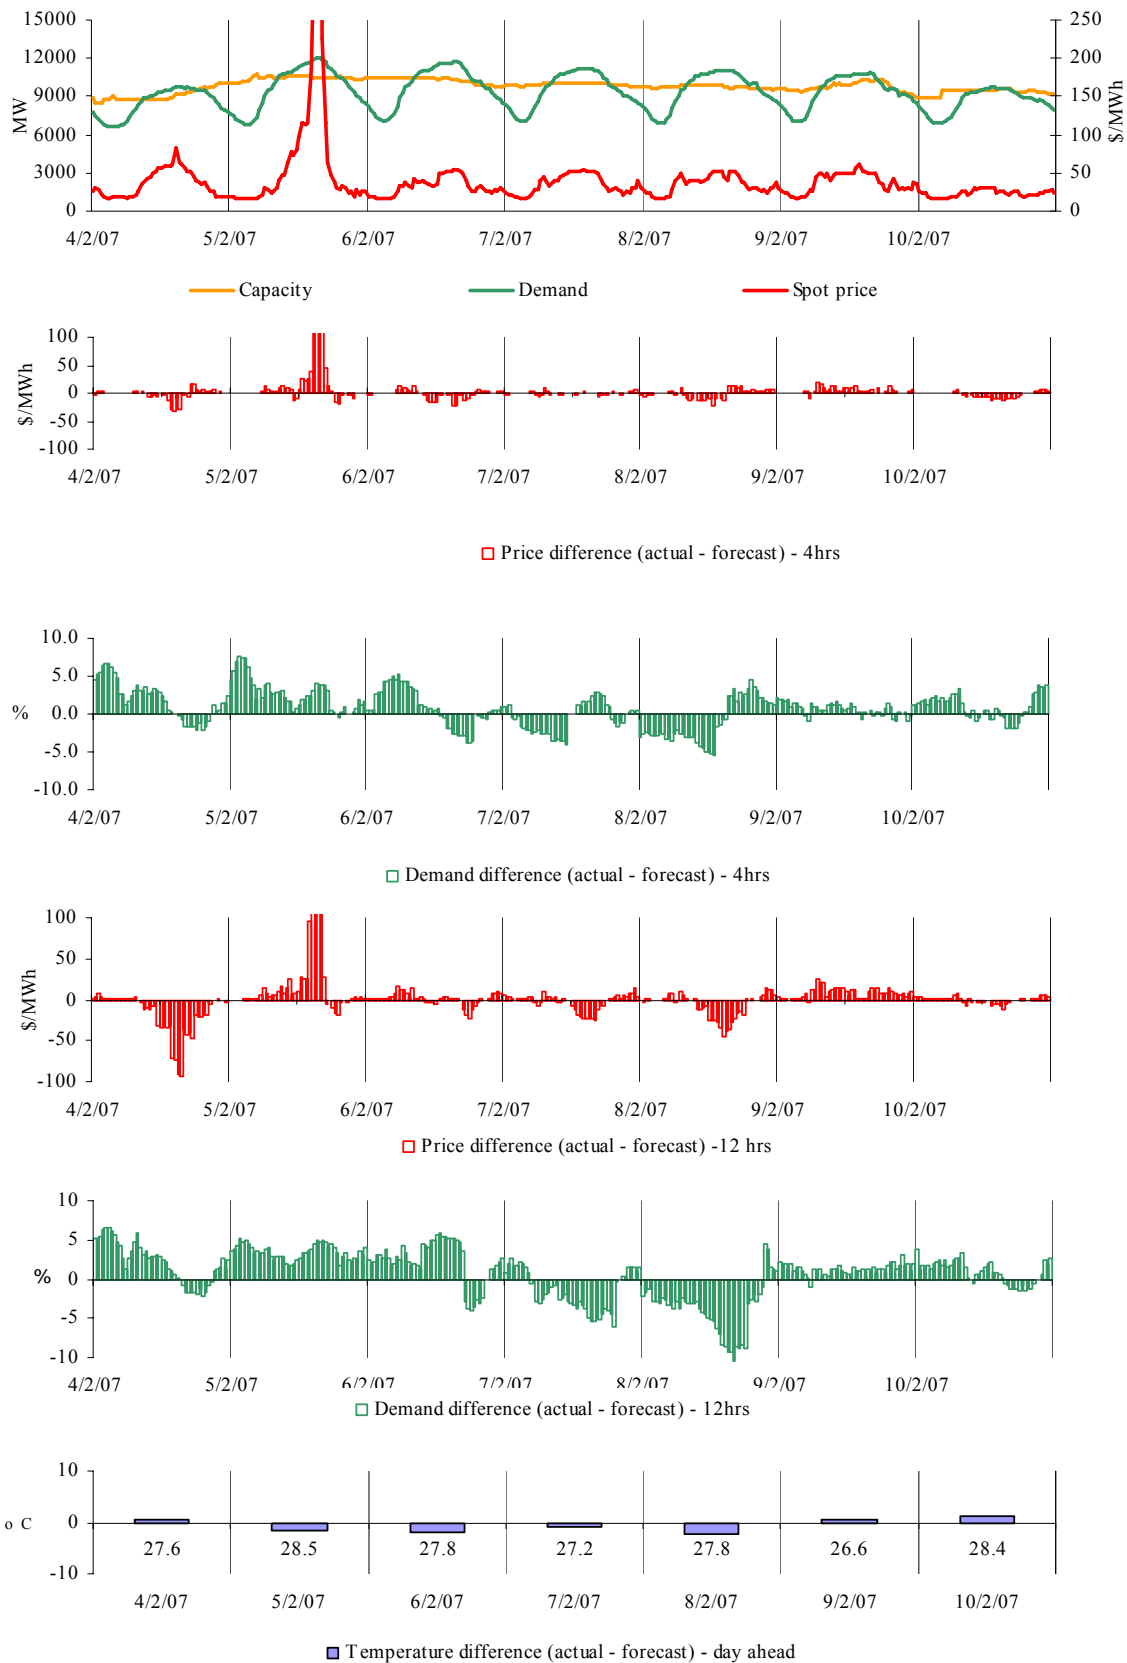 15000
12000
9000
6000
3000
0
MW
250
200
150
100
50
0
$/MWh
4/2/07 5/2/07 6/2/07 7/2/07 8/2/07 9/2/07 10/2/07
Capacity Demand Spot price
100
50
0
-50
-100
$/MWh
4/2/07 5/2/07 6/2/07 7/2/07 8/2/07 9/2/07 10/2/07
Price difference (actual - forecast) - 4hrs
10.0
5.0
0.0
-5.0
-10.0
%
4/2/07 5/2/07 6/2/07 7/2/07 8/2/07 9/2/07 10/2/07
Demand difference (actual - forecast) - 4hrs
100
50
0
-50
-100
$/MWh
4/2/07 5/2/07 6/2/07 7/2/07 8/2/07 9/2/07 10/2/07
Price difference (actual - forecast) -12 hrs
10
5
0
-5
-10
%
4/2/07 5/2/07 6/2/07 7/2/07 8/2/07 9/2/07 10/2/07
Demand difference (actual - forecast) - 12hrs
10
0
-10
o C
27.6 28.5 27.8 27.2 27.8 26.6 28.4
4/2/07 5/2/07 6/2/07 7/2/07 8/2/07 9/2/07 10/2/07
Temperature difference (actual - forecast) - day ahead